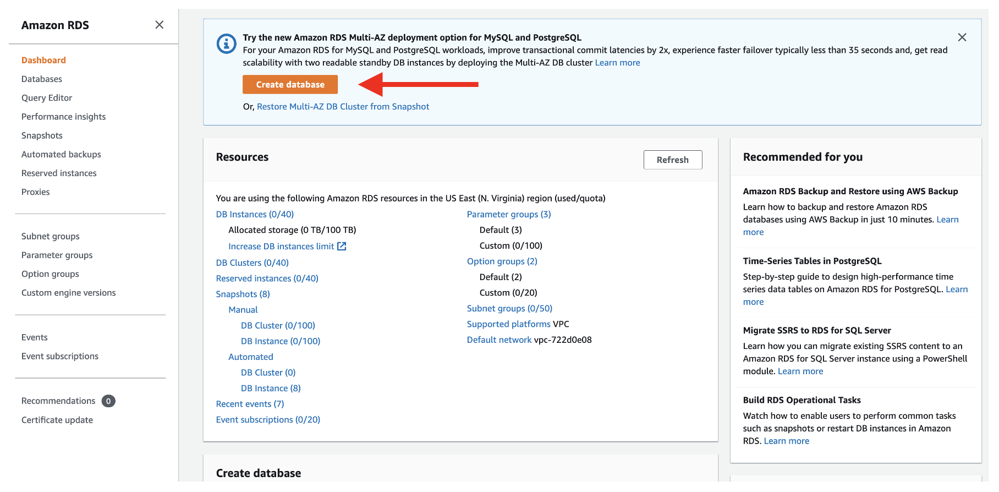 Amazon RDS
Dashboard
Databases
Query Editor
Performance insights
Snapshots
Automated backups
Reserved instances
Proxies
Subnet groups
Parameter groups
Option groups
Custom engine versions
Events
Event subscriptions
Recommendations 0
Certificate update
Try the new Amazon RDS Multi-AZ deployment option for MySQL and PostgreSQL
For your Amazon RDS for MySQL and PostgreSQL workloads, improve transactional commit latencies by 2x, experience faster failover typically less than 35 seconds and, get read
scalability with two readable standby DB instances by deploying the Multi-AZ DB cluster Learn more
Create database
Or, Restore Multi-AZ DB Cluster from Snapshot
Resources
Refresh
You are using the following Amazon RDS resources in the US East (N. Virginia) region (used/quota)
DB Instances (0/40)
Allocated storage (0 TB/100 TB)
Increase DB instances limit
DB Clusters (0/40)
Reserved instances (0/40)
Snapshots (8)
Manual
DB Cluster (0/100)
DB Instance (0/100)
Automated
DB Cluster (0)
DB Instance (8)
Recent events (7)
Event subscriptions (0/20)
Parameter groups (3)
Default (3)
Custom (0/100)
Option groups (2)
Default (2)
Custom (0/20)
Subnet groups (0/50)
Supported platforms VPC
Default network vpc-722d0e08
Create database
Recommended for you
Amazon RDS Backup and Restore using AWS Backup
Learn how to backup and restore Amazon RDS
databases using AWS Backup in just 10 minutes. Learn
more
Time-Series Tables in PostgreSQL
Step-by-step guide to design high-performance time
series data tables on Amazon RDS for PostgreSQL. Learn
more
Migrate SSRS to RDS for SQL Server
Learn how you can migrate existing SSRS content to an
Amazon RDS for SQL Server instance using a PowerShell
module. Learn more
Build RDS Operational Tasks
Watch how to enable users to perform common tasks
such as snapshots or restart DB instances in Amazon
RDS. Learn more